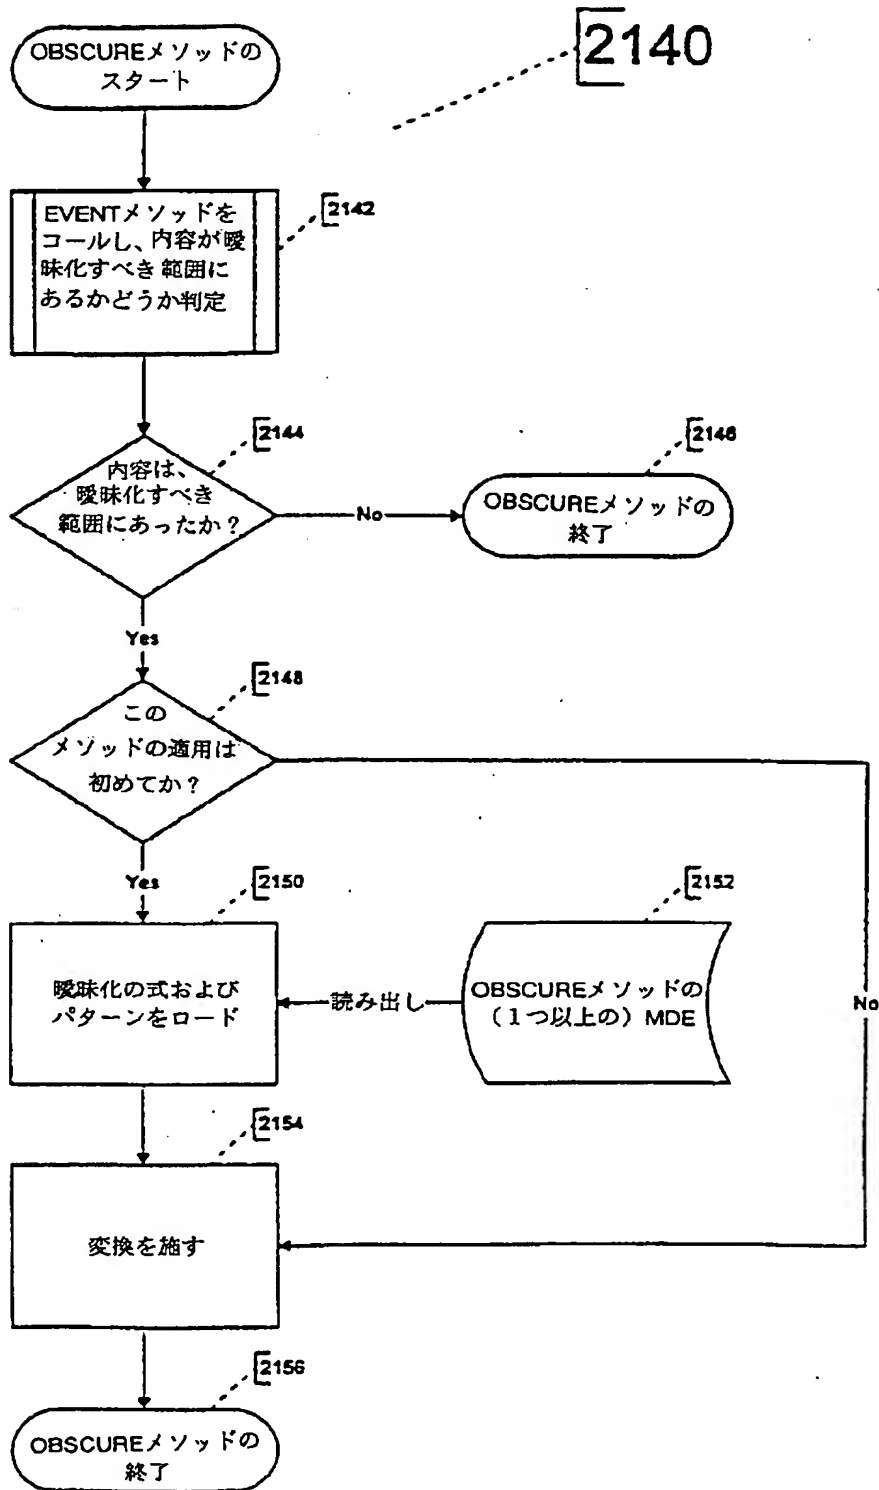 2140
OBSCUREメソッドの
スタート
2142
EVENTメソッドを
コールし、内容が曖
昧化すべき範囲に
あるかどうか判定
2144
内容は、
曖昧化すべき
範囲にあったか?
No
2146
OBSCUREメソッドの
終了
Yes
2148
この
メソッドの適用は
初めてか?
No
Yes
2150
曖昧化の式および
パターンをロード
読み出し
2152
OBSCUREメソッドの
(1つ以上の) MDE
2154
変換を施す
2156
OBSCUREメソッドの
終了